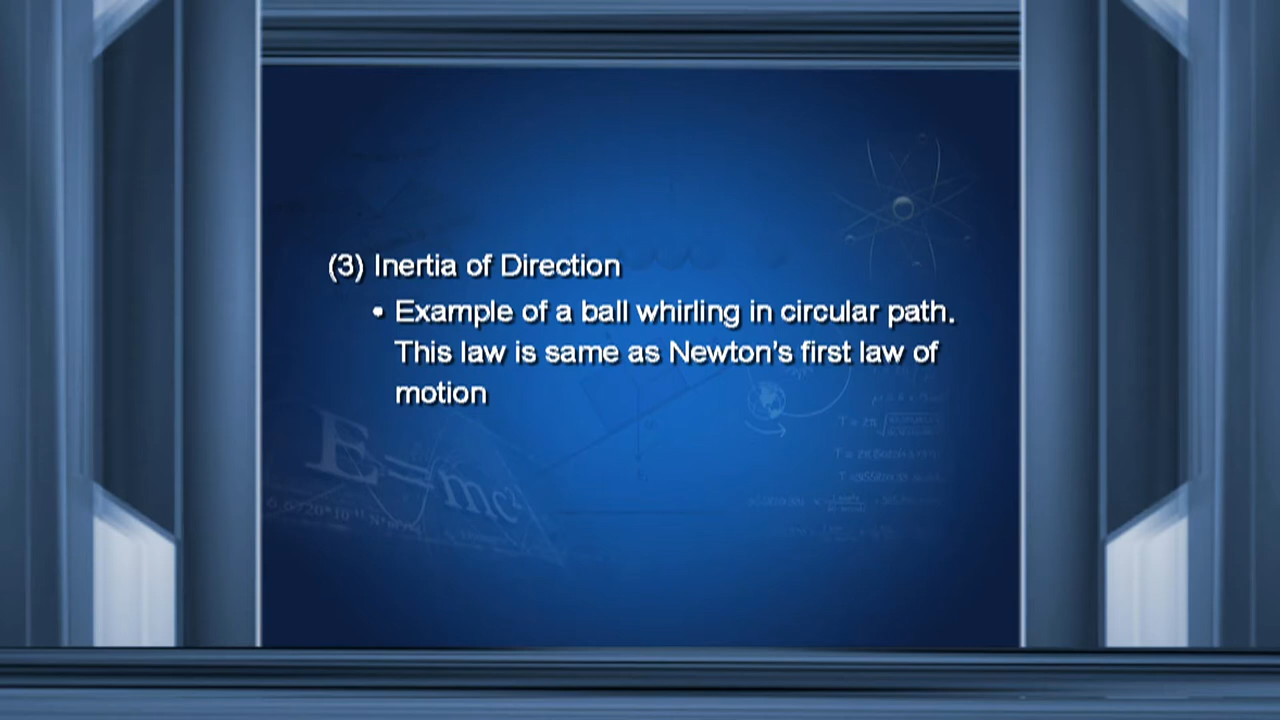 (3) Inertia of Direction
• Example of a ball whirling in circular path.
This law is same as Newton's first law of
motion
E=mc²